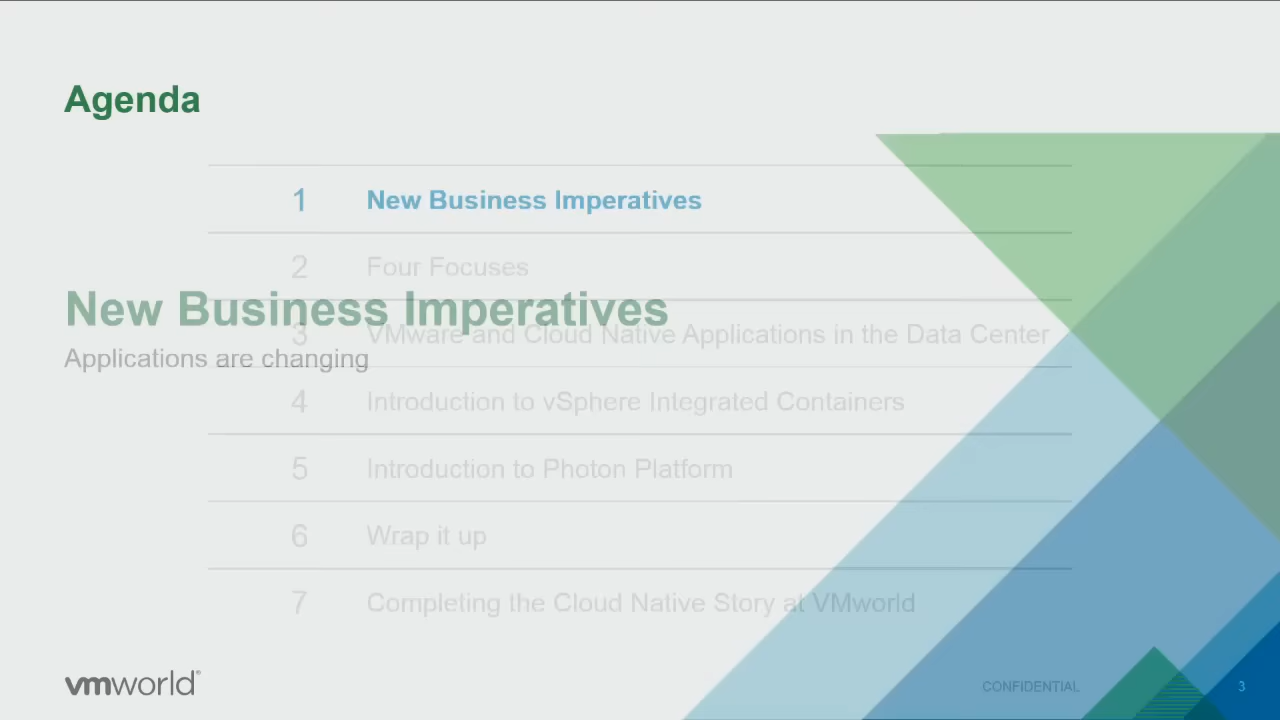 Agenda
1 New Business Imperatives
2 Four Focuses
New Business Imperatives
3 VMware and Cloud Native Applications in the Data Center
Applications are changing
4 Introduction to vSphere Integrated Containers
5 Introduction to Photon Platform
6 Wrap it up
7 Completing the Cloud Native Story at VMworld
vmworld®
CONFIDENTIAL
3